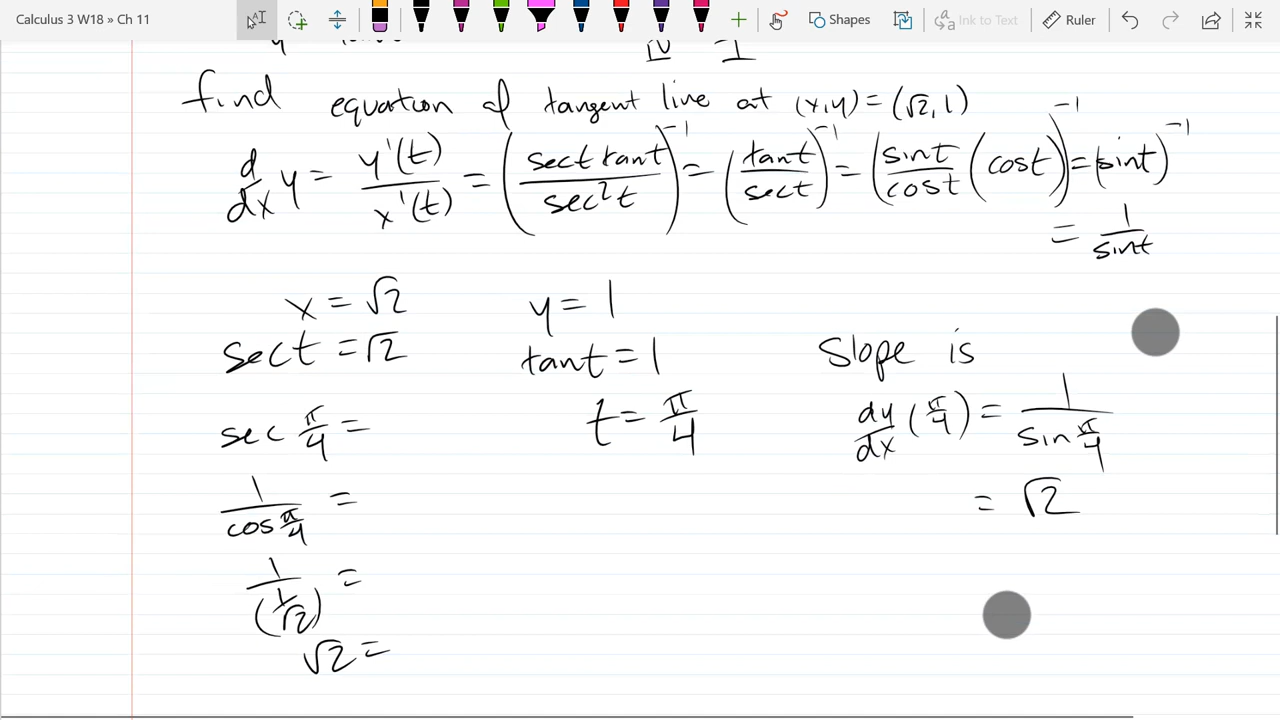 Calculus 3 W18 » Ch 11
Shapes
Ink to Text
Ruler
IV I
find equation of tangent line at (x,y) = (√2, 1)
d/dx y = y'(t)/x'(t) = (sect tant/sec²t)⁻¹ = (tant/sect)⁻¹ = (sint/cost (cost))⁻¹ = (sint)⁻¹
= 1/sint
x = √2
sect = √2
sec π/4 =
1/cos π/4 =
1/(1/√2) =
√2 =
y = 1
tant = 1
t = π/4
Slope is
dy/dx (π/4) = 1/sin π/4
= √2